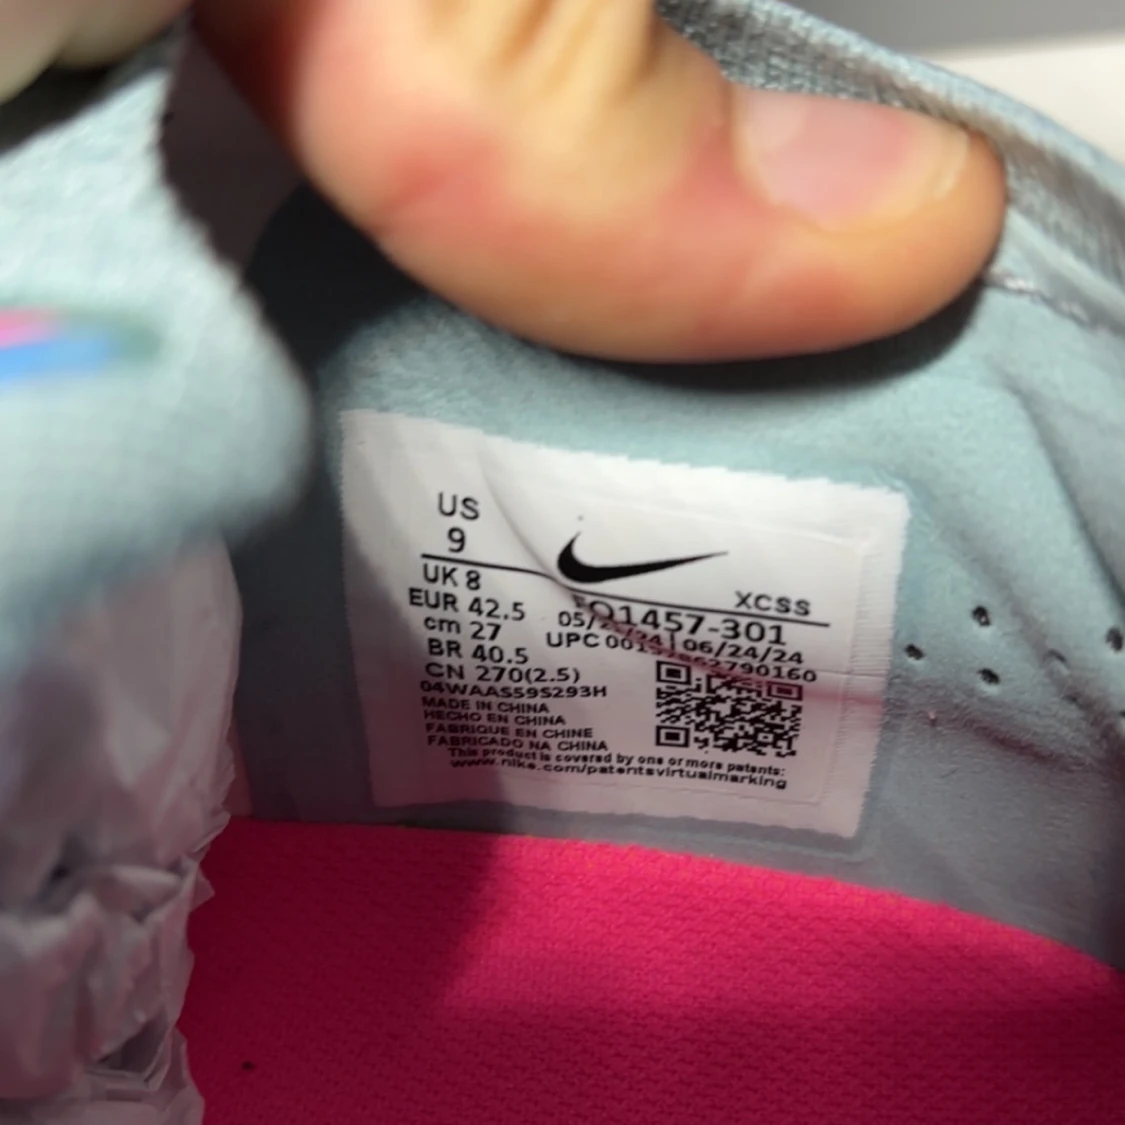 US
9
UK 8
XCSS
EUR 42.5
1457-301
cm 27
06/24/24
BR 40.5
UPC
CN 270(2.5)
04WAAS59S293H
MADE IN CHINA
HECHO EN CHINA
FABRIQUE EN CHINE
FABRICADO NA CHINA
This product is covered by one or more patents:
www.nike.com/patentsvirtualmarking